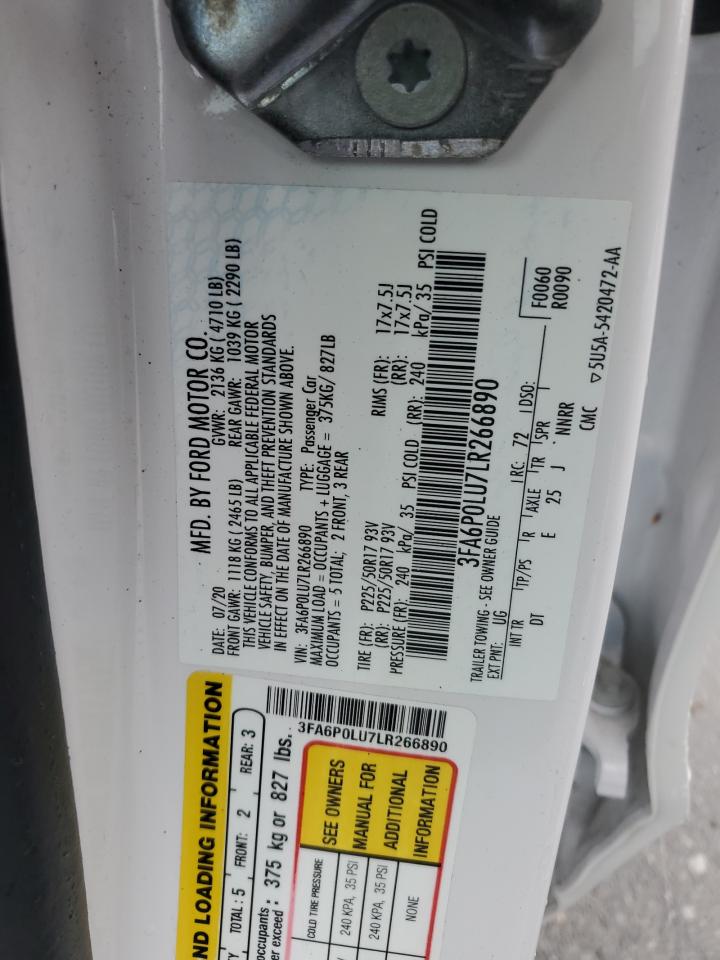 MFD. BY FORD MOTOR CO.
DATE: 07/20 GVWR: 2136 KG ( 4710 LB)
FRONT GAWR: 1118 KG ( 2465 LB) REAR GAWR: 1039 KG ( 2290 LB)
THIS VEHICLE CONFORMS TO ALL APPLICABLE FEDERAL MOTOR
VEHICLE SAFETY, BUMPER, AND THEFT PREVENTION STANDARDS
IN EFFECT ON THE DATE OF MANUFACTURE SHOWN ABOVE.
VIN: 3FA6P0LU7LR266890 TYPE: Passenger Car
MAXIMUM LOAD = OCCUPANTS + LUGGAGE = 375KG/ 827LB
OCCUPANTS = 5 TOTAL; 2 FRONT, 3 REAR
TIRE (FR): P225/50R17 93V RIMS (FR): 17x7.5J
(RR): P225/50R17 93V (RR): 17x7.5J
PRESSURE (FR): 240 kPa/ 35 PSI COLD (RR): 240 kPa/ 35 PSI COLD
3FA6P0LU7LR266890
TRAILER TOWING - SEE OWNER GUIDE
EXT PNT: UG RC: 72 DSO: F0060
R0090
INT TR TP/PS R AXLE TR SPR
DT E 25 J NNRR
CMC
▽5U5A-5420472-AA
ND LOADING INFORMATION
TOTAL: 5 FRONT: 2 REAR: 3
occupants
er exceed : 375 kg or 827 lbs.
3FA6P0LU7LR266890
COLD TIRE PRESSURE
240 KPA, 35 PSI
240 KPA, 35 PSI
NONE
SEE OWNERS
MANUAL FOR
ADDITIONAL
INFORMATION